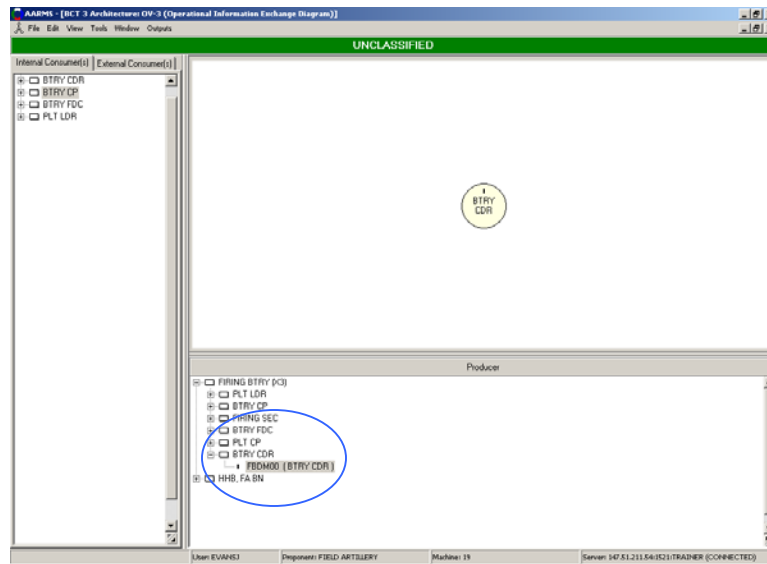 AARMS - [BCT 3 Architecture: OV-3 (Operational Information Exchange Diagram)]
File Edit View Tools Window Outputs
UNCLASSIFIED
Internal Consumer(s) External Consumer(s)
BTRY CDR
BTRY CP
BTRY FDC
PLT LDR
BTRY
CDR
Producer
FIRING BTRY (X3)
PLT LDR
BTRY CP
FIRING SEC
BTRY FDC
PLT CP
BTRY CDR
FBDM00 ( BTRY CDR )
HHB, FA BN
User: EVANSJ Proponent: FIELD ARTILLERY Machine: 19 Server: 147.51.211.54:1521:TRAINER (CONNECTED)